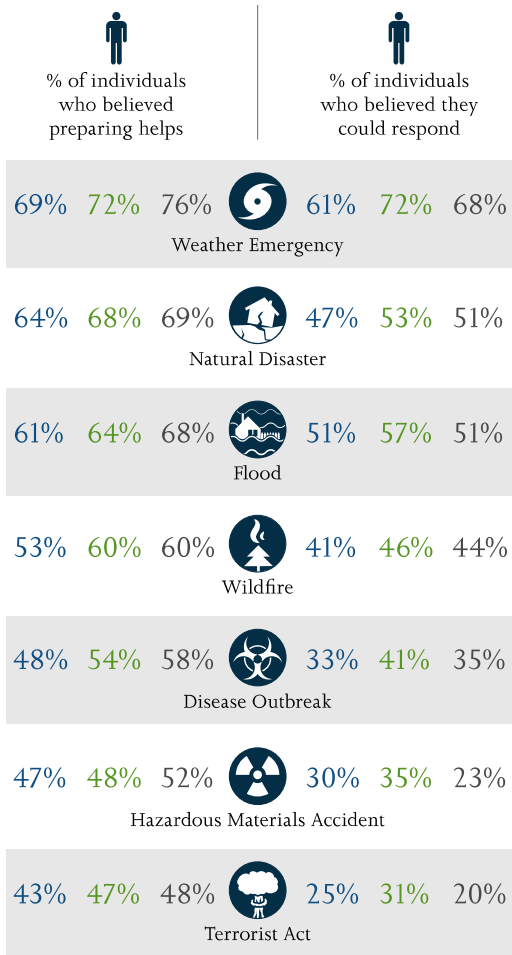 % of individuals
who believed
preparing helps
% of individuals
who believed they
could respond
69% 72% 76% 61% 72% 68%
Weather Emergency
64% 68% 69% 47% 53% 51%
Natural Disaster
61% 64% 68% 51% 57% 51%
Flood
53% 60% 60% 41% 46% 44%
Wildfire
48% 54% 58% 33% 41% 35%
Disease Outbreak
47% 48% 52% 30% 35% 23%
Hazardous Materials Accident
43% 47% 48% 25% 31% 20%
Terrorist Act